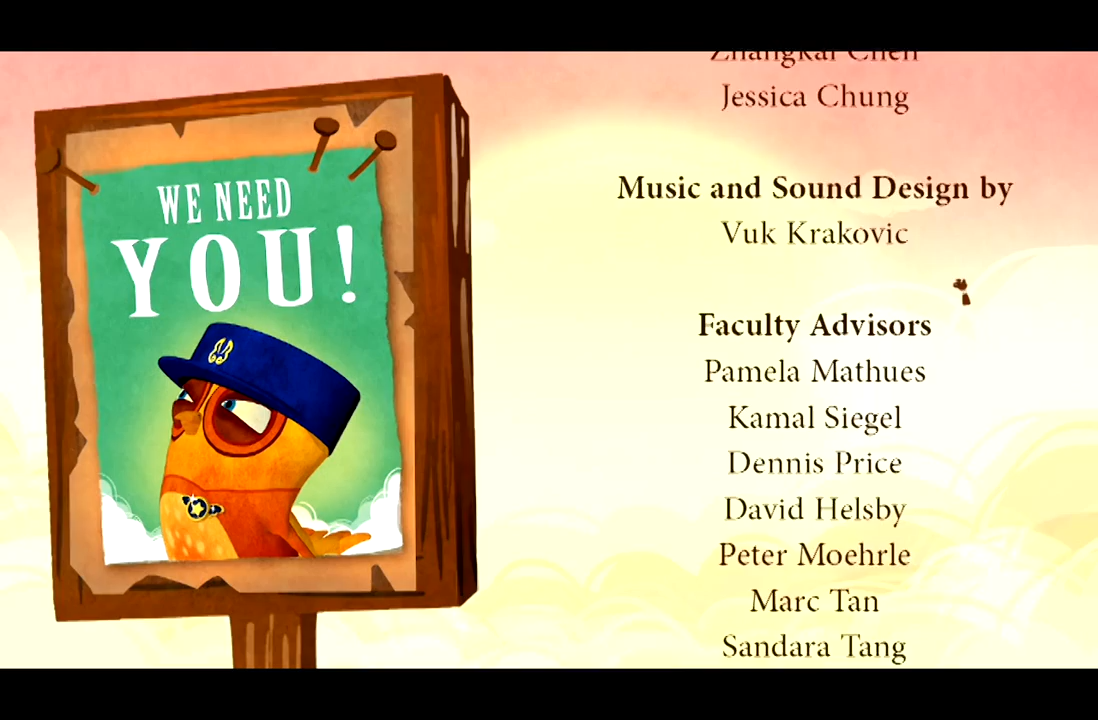 WE NEED
YOU!
Jessica Chung
Music and Sound Design by
Vuk Krakovic
Faculty Advisors
Pamela Mathues
Kamal Siegel
Dennis Price
David Helsby
Peter Moehrle
Marc Tan
Sandara Tang